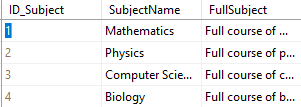 ID_Subject SubjectName FullSubject
1 Mathematics Full course of ...
2 Physics Full course of p...
3 Computer Scie... Full course of c...
4 Biology Full course of b...